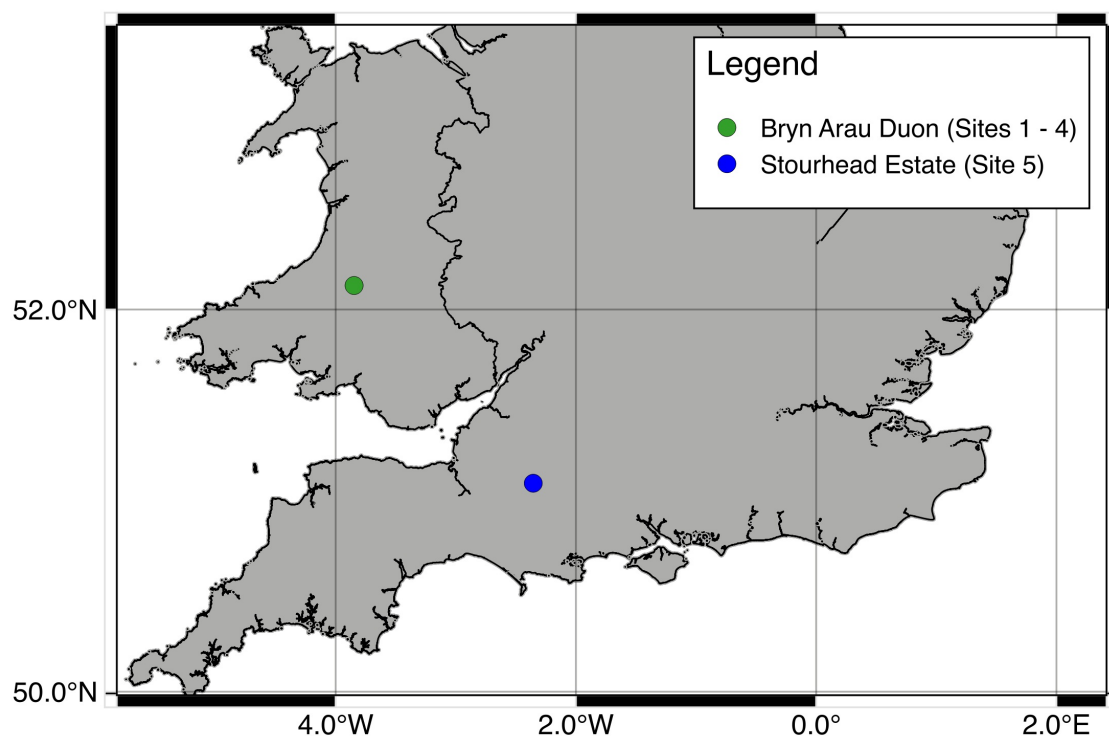 Legend
Bryn Arau Duon (Sites 1 - 4)
Stourhead Estate (Site 5)
52.0°N
50.0°N
4.0°W
2.0°W
0.0°
2.0°E